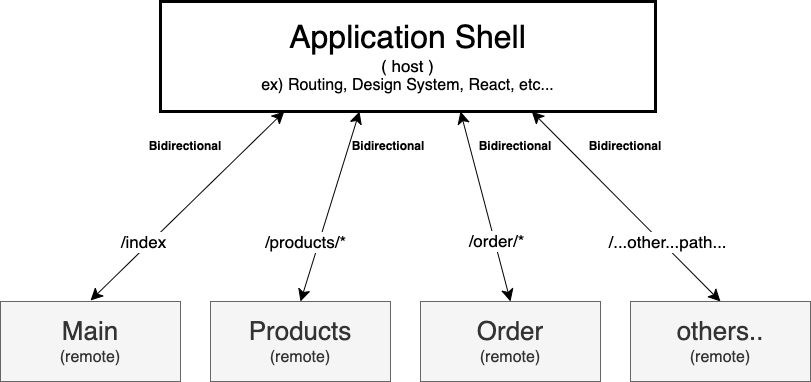 Application Shell
( host )
ex) Routing, Design System, React, etc...
Bidirectional
Bidirectional
Bidirectional
Bidirectional
/index
/products/*
/order/*
/...other...path...
Main
(remote)
Products
(remote)
Order
(remote)
others..
(remote)